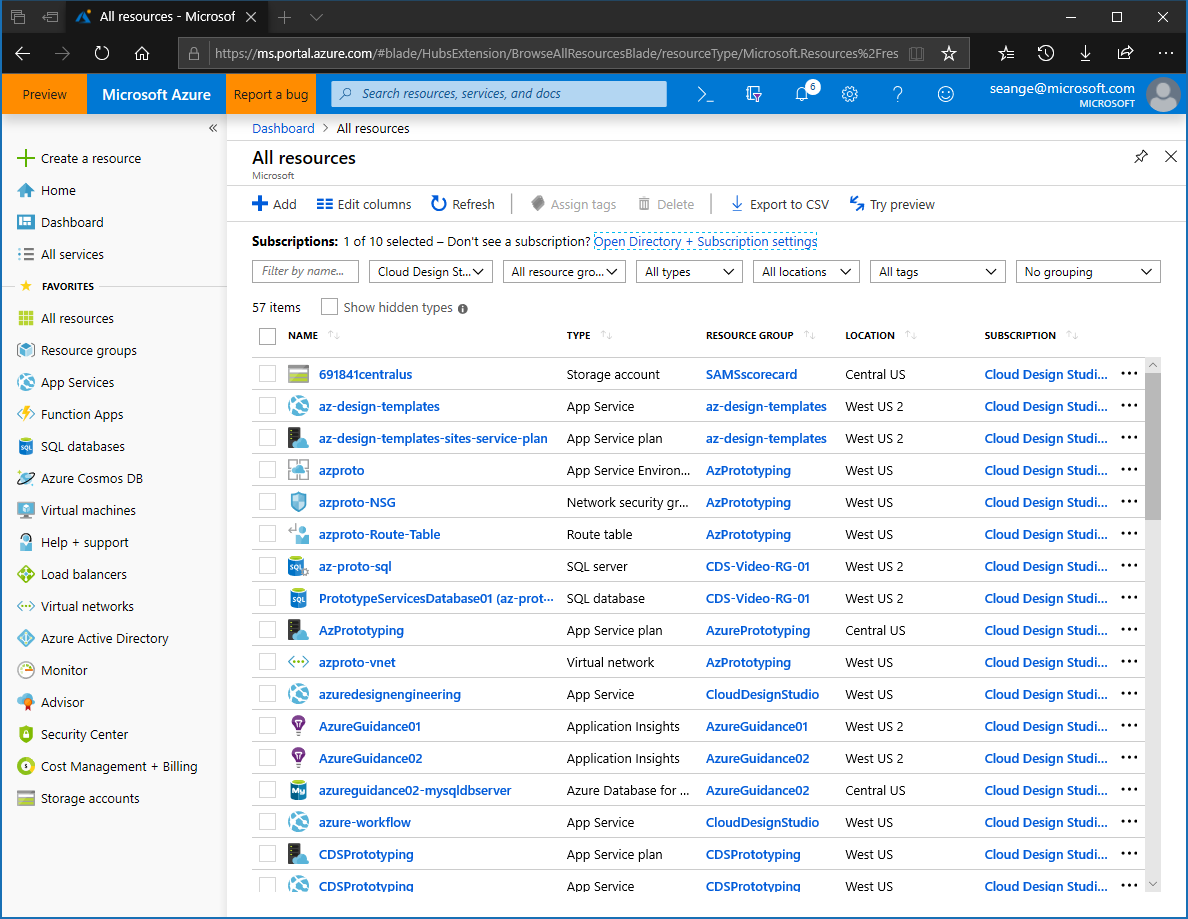 All resources - Microsof
https://ms.portal.azure.com/#blade/HubsExtension/BrowseAllResourcesBlade/resourceType/Microsoft.Resources%2Fres
Preview Microsoft Azure Report a bug Search resources, services, and docs 6 seange@microsoft.com
MICROSOFT
Create a resource
Home
Dashboard
All services
FAVORITES
All resources
Resource groups
App Services
Function Apps
SQL databases
Azure Cosmos DB
Virtual machines
Help + support
Load balancers
Virtual networks
Azure Active Directory
Monitor
Advisor
Security Center
Cost Management + Billing
Storage accounts
Dashboard > All resources
All resources
Microsoft
Add Edit columns Refresh Assign tags Delete Export to CSV Try preview
Subscriptions: 1 of 10 selected – Don't see a subscription? Open Directory + Subscription settings
Filter by name... Cloud Design St... All resource gro... All types All locations All tags No grouping
57 items Show hidden types
NAME TYPE RESOURCE GROUP LOCATION SUBSCRIPTION
691841centralus Storage account SAMSscorecard Central US Cloud Design Studi...
az-design-templates App Service az-design-templates West US 2 Cloud Design Studi...
az-design-templates-sites-service-plan App Service plan az-design-templates West US 2 Cloud Design Studi...
azproto App Service Environ... AzPrototyping West US Cloud Design Studi...
azproto-NSG Network security gr... AzPrototyping West US Cloud Design Studi...
azproto-Route-Table Route table AzPrototyping West US Cloud Design Studi...
az-proto-sql SQL server CDS-Video-RG-01 West US 2 Cloud Design Studi...
PrototypeServicesDatabase01 (az-prot... SQL database CDS-Video-RG-01 West US 2 Cloud Design Studi...
AzPrototyping App Service plan AzurePrototyping Central US Cloud Design Studi...
azproto-vnet Virtual network AzPrototyping West US Cloud Design Studi...
azuredesignengineering App Service CloudDesignStudio West US Cloud Design Studi...
AzureGuidance01 Application Insights AzureGuidance01 West US 2 Cloud Design Studi...
AzureGuidance02 Application Insights AzureGuidance02 West US 2 Cloud Design Studi...
azureguidance02-mysqldbserver Azure Database for ... AzureGuidance02 Central US Cloud Design Studi...
azure-workflow App Service CloudDesignStudio West US Cloud Design Studi...
CDSPrototyping App Service plan CDSPrototyping West US Cloud Design Studi...
CDSPrototyping App Service CDSPrototyping West US Cloud Design Studi...